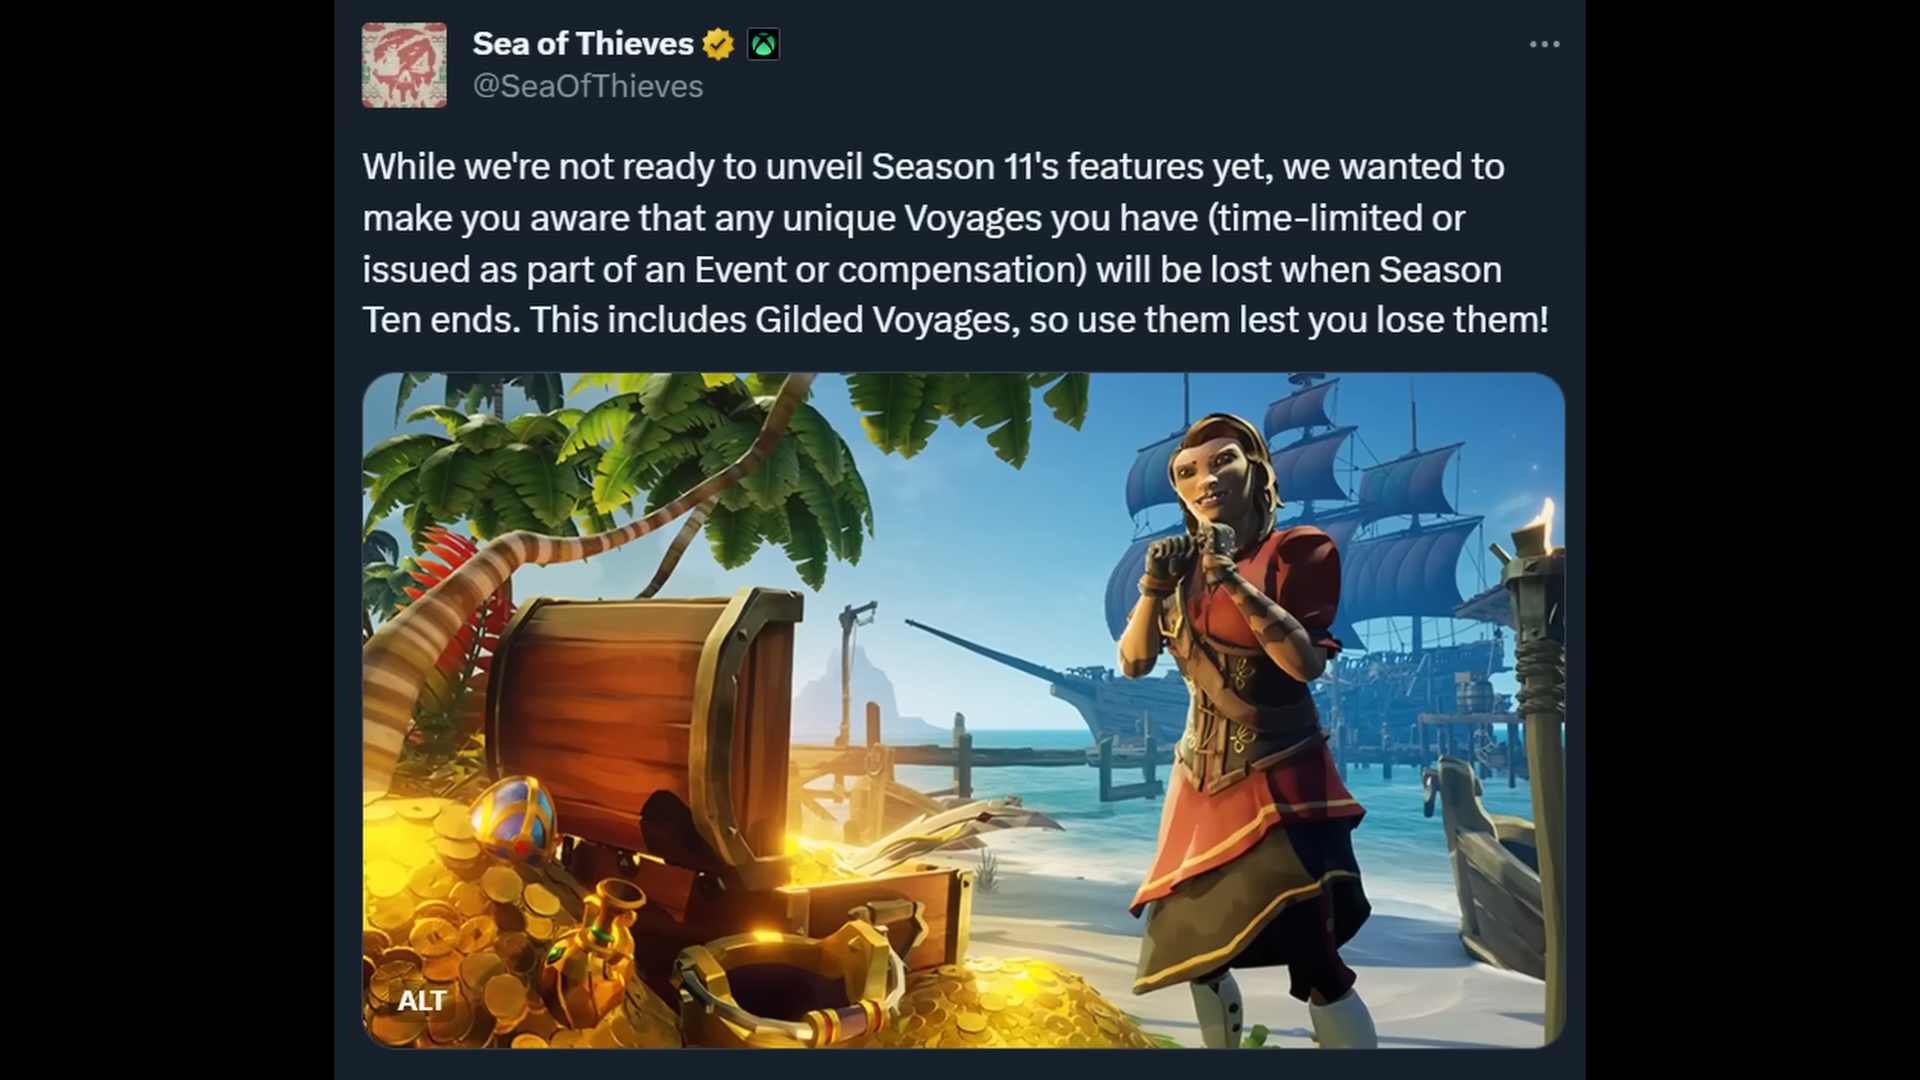 Sea of Thieves
@SeaOfThieves
While we're not ready to unveil Season 11's features yet, we wanted to
make you aware that any unique Voyages you have (time-limited or
issued as part of an Event or compensation) will be lost when Season
Ten ends. This includes Gilded Voyages, so use them lest you lose them!
ALT